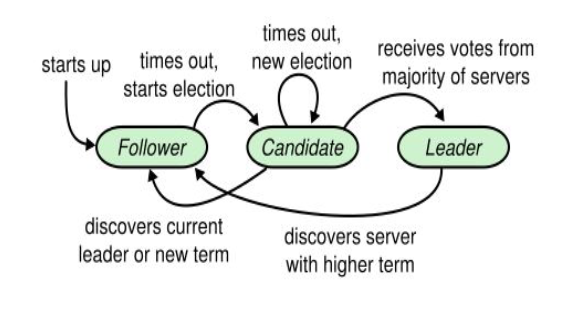 starts up
times out,
starts election
times out,
new election
receives votes from
majority of servers
Follower
Candidate
Leader
discovers current
leader or new term
discovers server
with higher term